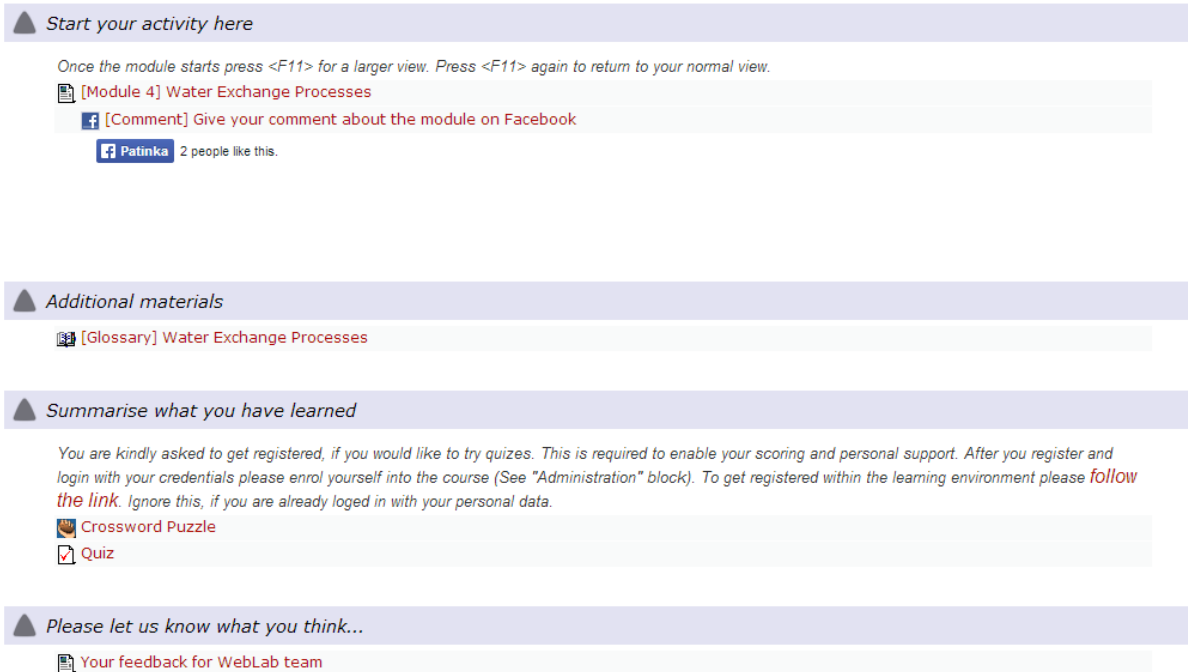 Start your activity here
Once the module starts press <F11> for a larger view. Press <F11> again to return to your normal view.
[Module 4] Water Exchange Processes
[Comment] Give your comment about the module on Facebook
Patinka 2 people like this.
Additional materials
[Glossary] Water Exchange Processes
Summarise what you have learned
You are kindly asked to get registered, if you would like to try quizes. This is required to enable your scoring and personal support. After you register and
login with your credentials please enrol yourself into the course (See "Administration" block). To get registered within the learning environment please follow
the link. Ignore this, if you are already loged in with your personal data.
Crossword Puzzle
Quiz
Please let us know what you think...
Your feedback for WebLab team